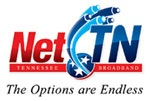 NetTN
TENNESSEE BROADBAND
The Options are Endless